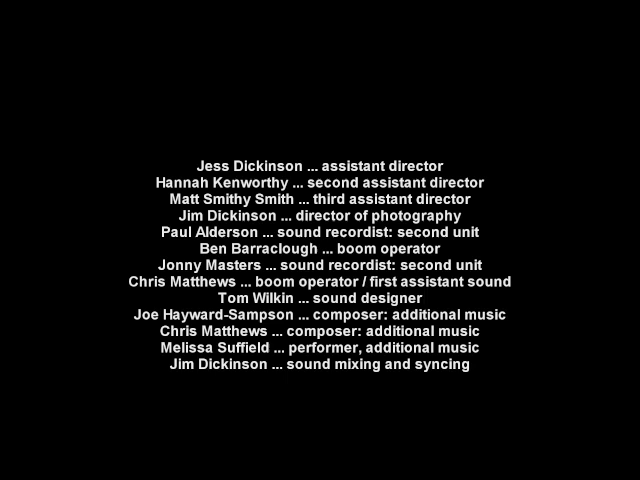 Jess Dickinson ... assistant director
Hannah Kenworthy ... second assistant director
Matt Smithy Smith ... third assistant director
Jim Dickinson ... director of photography
Paul Alderson ... sound recordist: second unit
Ben Barraclough ... boom operator
Jonny Masters ... sound recordist: second unit
Chris Matthews ... boom operator / first assistant sound
Tom Wilkin ... sound designer
Joe Hayward-Sampson ... composer: additional music
Chris Matthews ... composer: additional music
Melissa Suffield ... performer, additional music
Jim Dickinson ... sound mixing and syncing